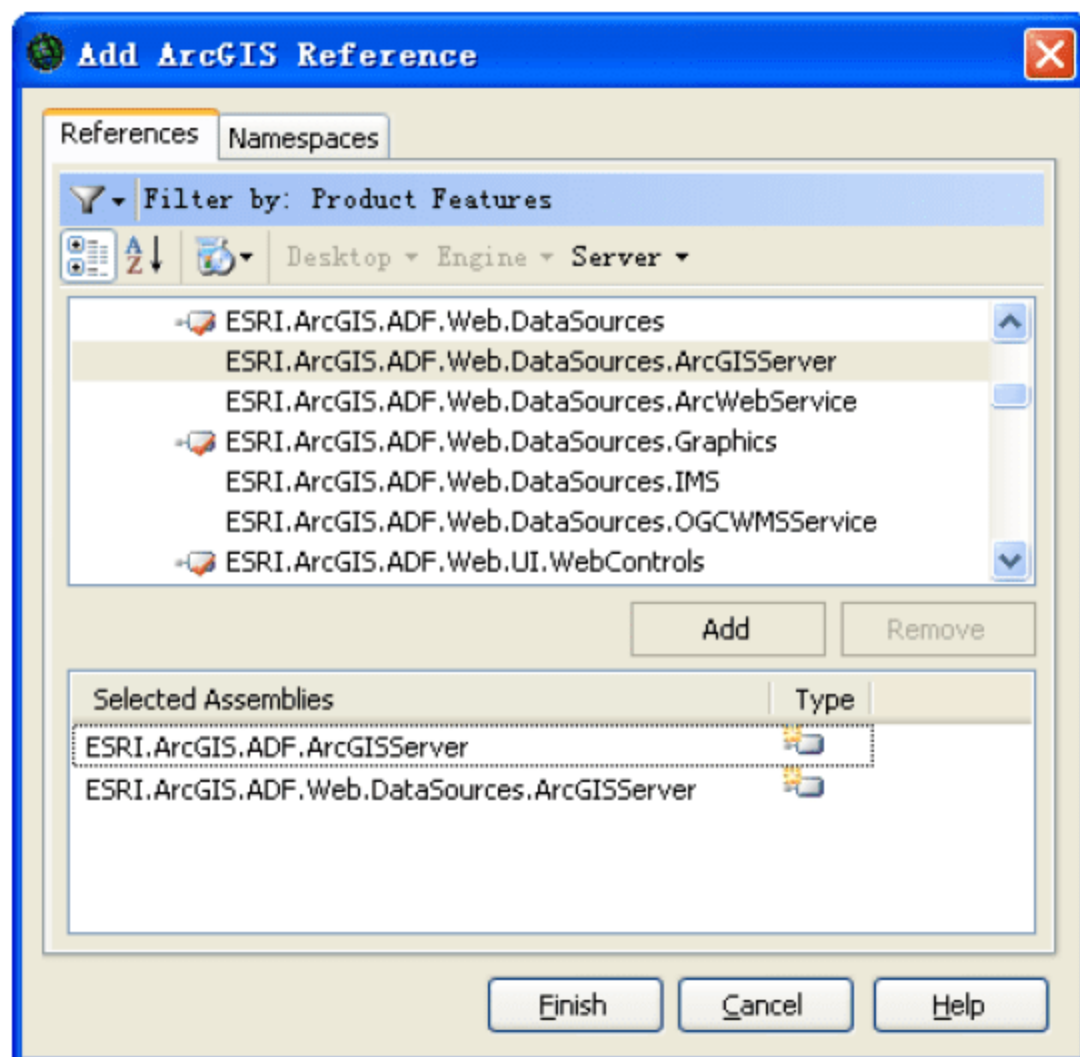 Add ArcGIS Reference
References Namespaces
Filter by: Product Features
A Z Desktop Engine Server
ESRI.ArcGIS.ADF.Web.DataSources
ESRI.ArcGIS.ADF.Web.DataSources.ArcGISServer
ESRI.ArcGIS.ADF.Web.DataSources.ArcWebService
ESRI.ArcGIS.ADF.Web.DataSources.Graphics
ESRI.ArcGIS.ADF.Web.DataSources.IMS
ESRI.ArcGIS.ADF.Web.DataSources.OGCWMSService
ESRI.ArcGIS.ADF.Web.UI.WebControls
Add Remove
Selected Assemblies Type
ESRI.ArcGIS.ADF.ArcGISServer
ESRI.ArcGIS.ADF.Web.DataSources.ArcGISServer
Finish Cancel Help